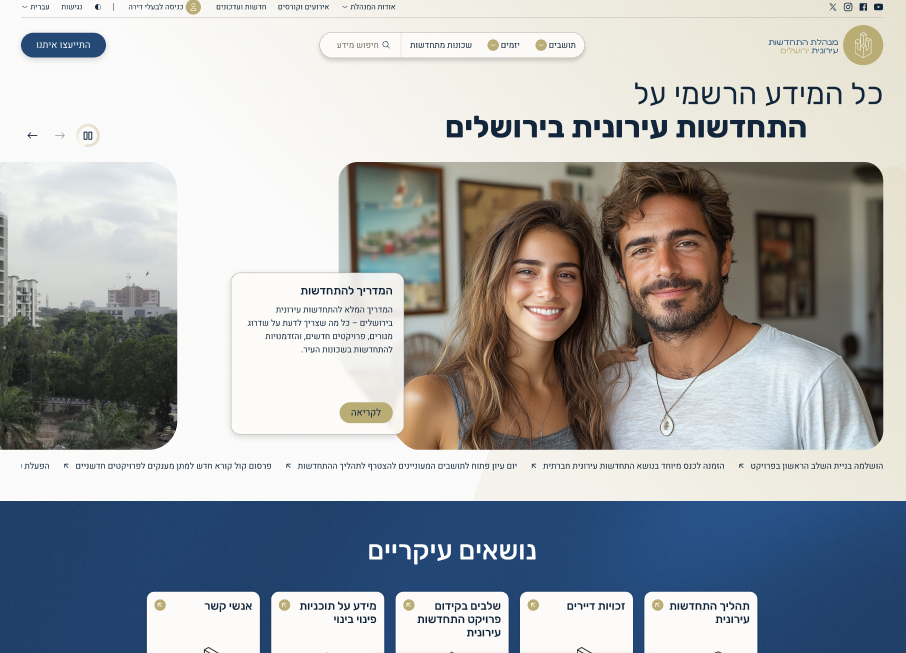 אודות המנהלת
אירועים וקורסים
חדשות ועדכונים
כניסה לבעלי דירה
נגישות
עברית
מנהלת התחדשות
עירונית ירושלים
תושבים
יזמים
שכונות מתחדשות
חיפוש מידע
התייעצו איתנו
כל המידע הרשמי על
התחדשות עירונית בירושלים
המדריך להתחדשות
המדריך המלא להתחדשות עירונית
בירושלים – כל מה שצריך לדעת על שדרוג
מגורים, פרויקטים חדשים, והזדמנויות
להתחדשות בשכונות העיר.
לקריאה
הושלמה בניית השלב הראשון בפרויקט
הזמנה לכנס מיוחד בנושא התחדשות עירונית חברתית
יום עיון פתוח לתושבים המעוניינים להצטרף לתהליך ההתחדשות
פרסום קול קורא חדש למתן מענקים לפרויקטים חדשניים
הפעלת
נושאים עיקריים
תהליך התחדשות
עירונית
זכויות דיירים
שלבים בקידום
פרויקט התחדשות
עירונית
מידע על תוכניות
פינוי בינוי
אנשי קשר